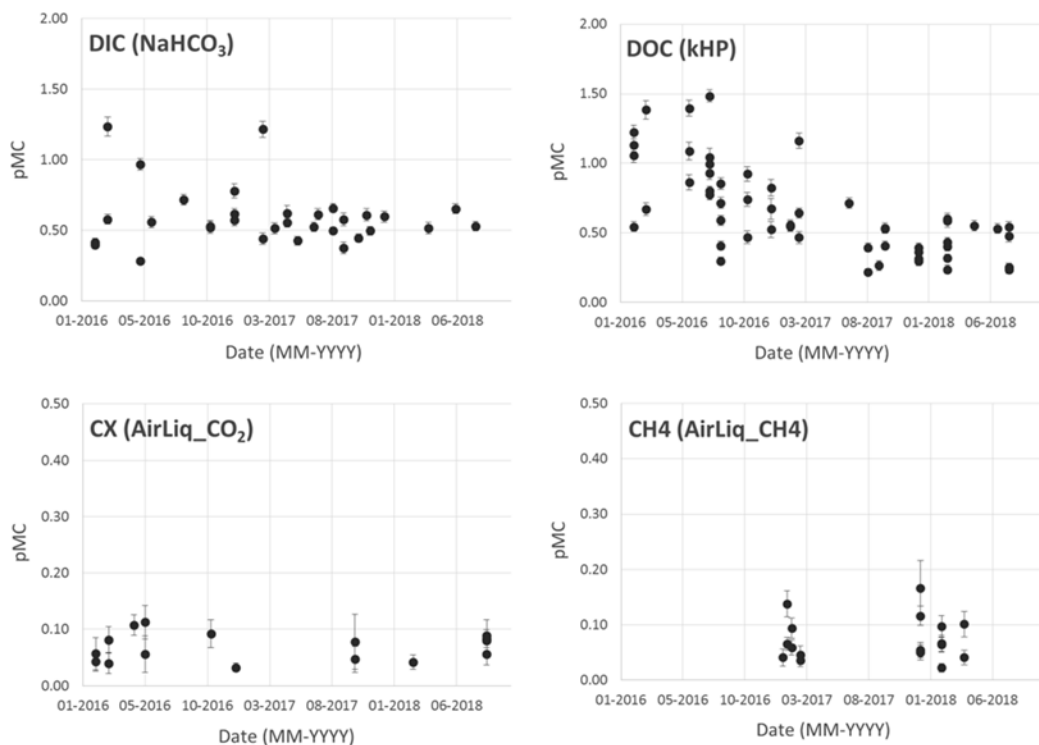 DIC (NaHCO₃)
2.00
1.50
1.00
0.50
0.00
pMC
01-2016 05-2016 10-2016 03-2017 08-2017 01-2018 06-2018
Date (MM-YYYY)
DOC (kHP)
2.00
1.50
1.00
0.50
0.00
pMC
01-2016 05-2016 10-2016 03-2017 08-2017 01-2018 06-2018
Date (MM-YYYY)
CX (AirLiq_CO₂)
0.50
0.40
0.30
0.20
0.10
0.00
pMC
01-2016 05-2016 10-2016 03-2017 08-2017 01-2018 06-2018
Date (MM-YYYY)
CH4 (AirLiq_CH4)
0.50
0.40
0.30
0.20
0.10
0.00
pMC
01-2016 05-2016 10-2016 03-2017 08-2017 01-2018 06-2018
Date (MM-YYYY)